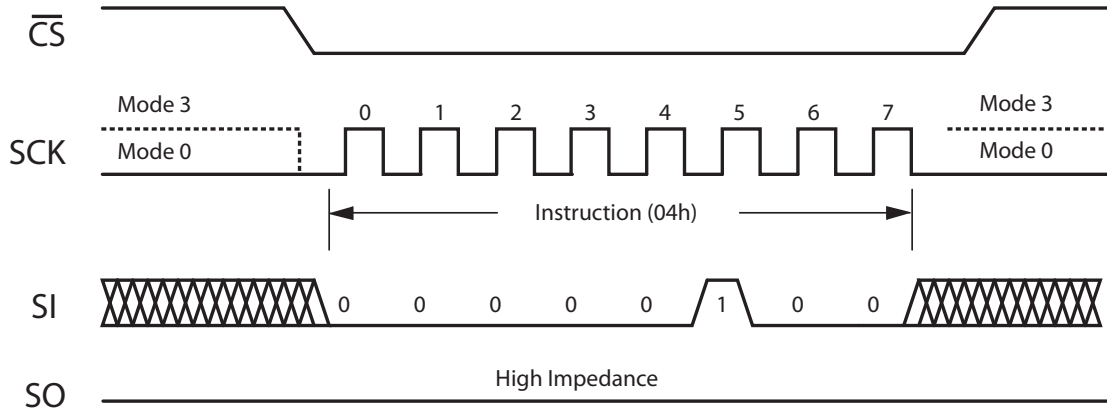 CS
Mode 3
Mode 3
0 1 2 3 4 5 6 7
SCK
Mode 0
Mode 0
Instruction (04h)
SI
0 0 0 0 0 1 0 0
High Impedance
SO